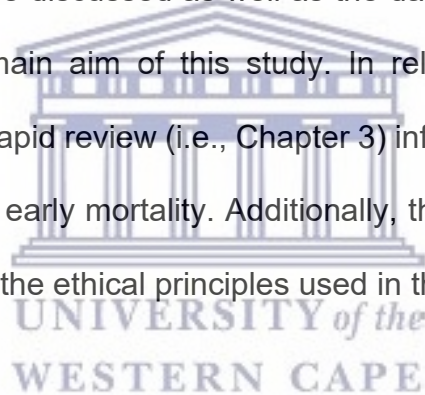 e discussed as well as the da
main aim of this study. In rel
apid review (i.e., Chapter 3) inf
early mortality. Additionally, th
the ethical principles used in th
UNIVERSITY of the
WESTERN CAPE